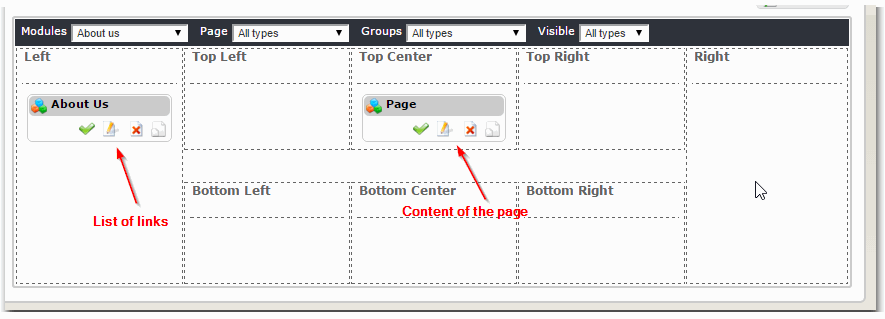 Modules About us Page All types Groups All types Visible All types
Left Top Left Top Center Top Right Right
About Us Page
Bottom Left Bottom Center Bottom Right
List of links Content of the page